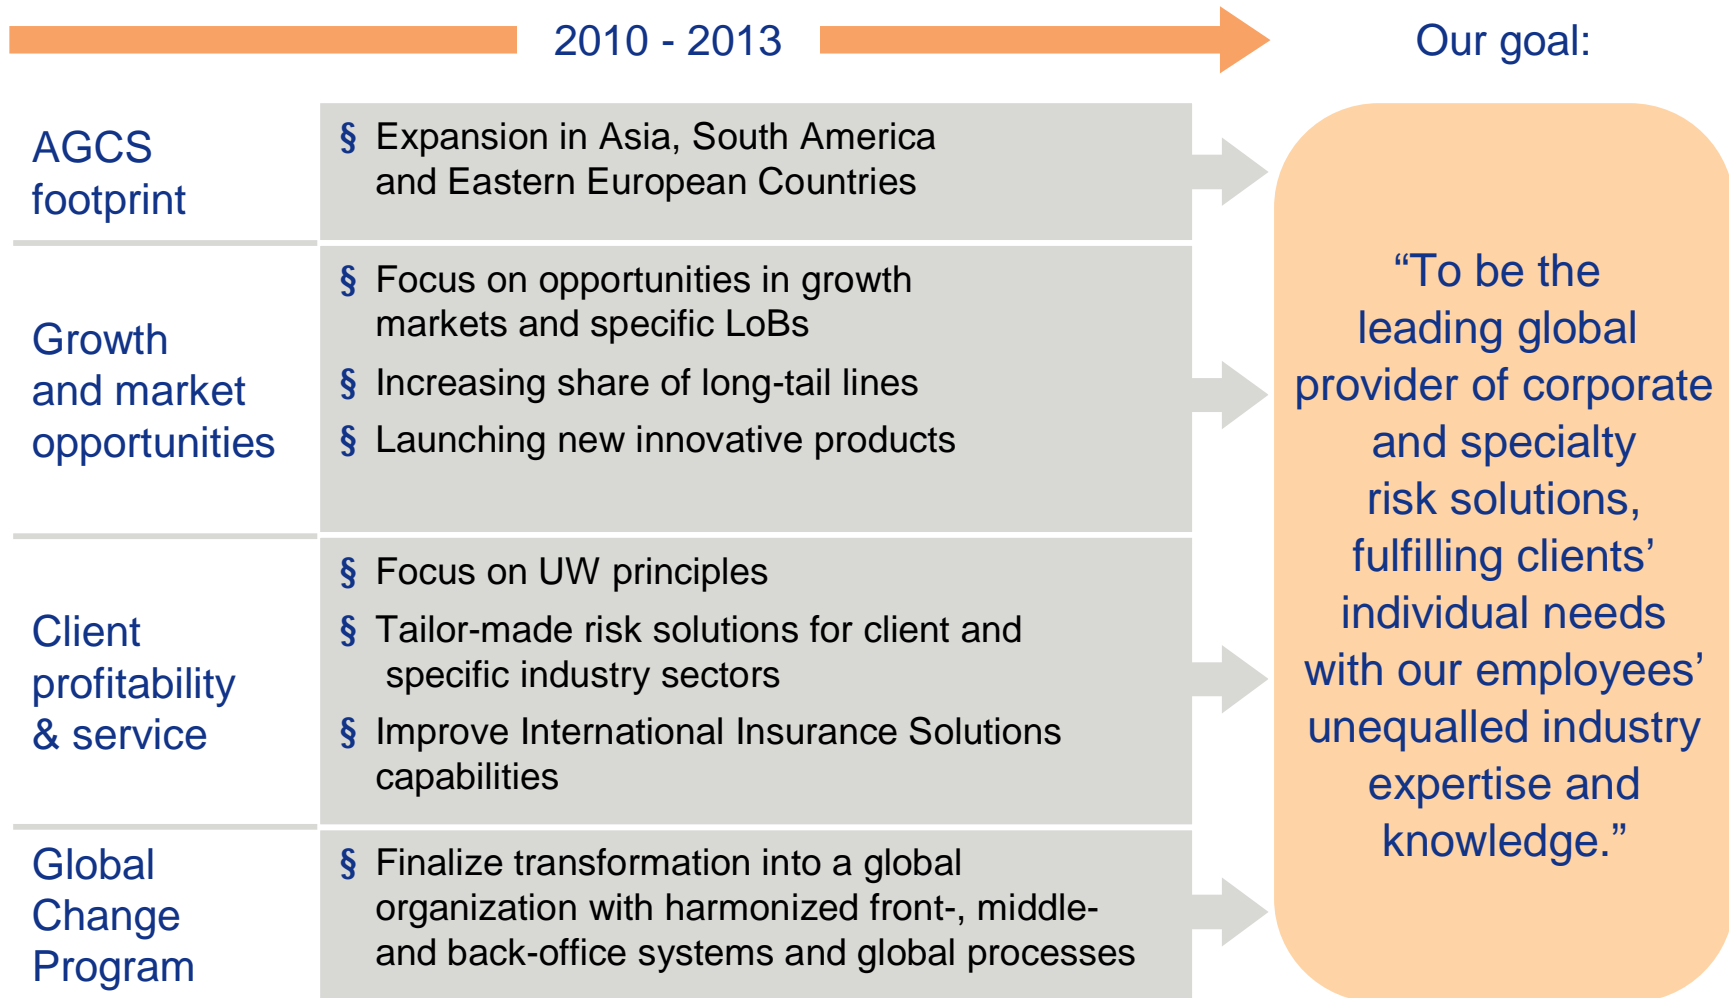 2010 - 2013
Our goal:
AGCS
footprint
§ Expansion in Asia, South America
and Eastern European Countries
Growth
and market
opportunities
§ Focus on opportunities in growth
markets and specific LoBs
§ Increasing share of long-tail lines
§ Launching new innovative products
Client
profitability
& service
§ Focus on UW principles
§ Tailor-made risk solutions for client and
specific industry sectors
§ Improve International Insurance Solutions
capabilities
Global
Change
Program
§ Finalize transformation into a global
organization with harmonized front-, middle-
and back-office systems and global processes
“To be the
leading global
provider of corporate
and specialty
risk solutions,
fulfilling clients’
individual needs
with our employees’
unequalled industry
expertise and
knowledge.”